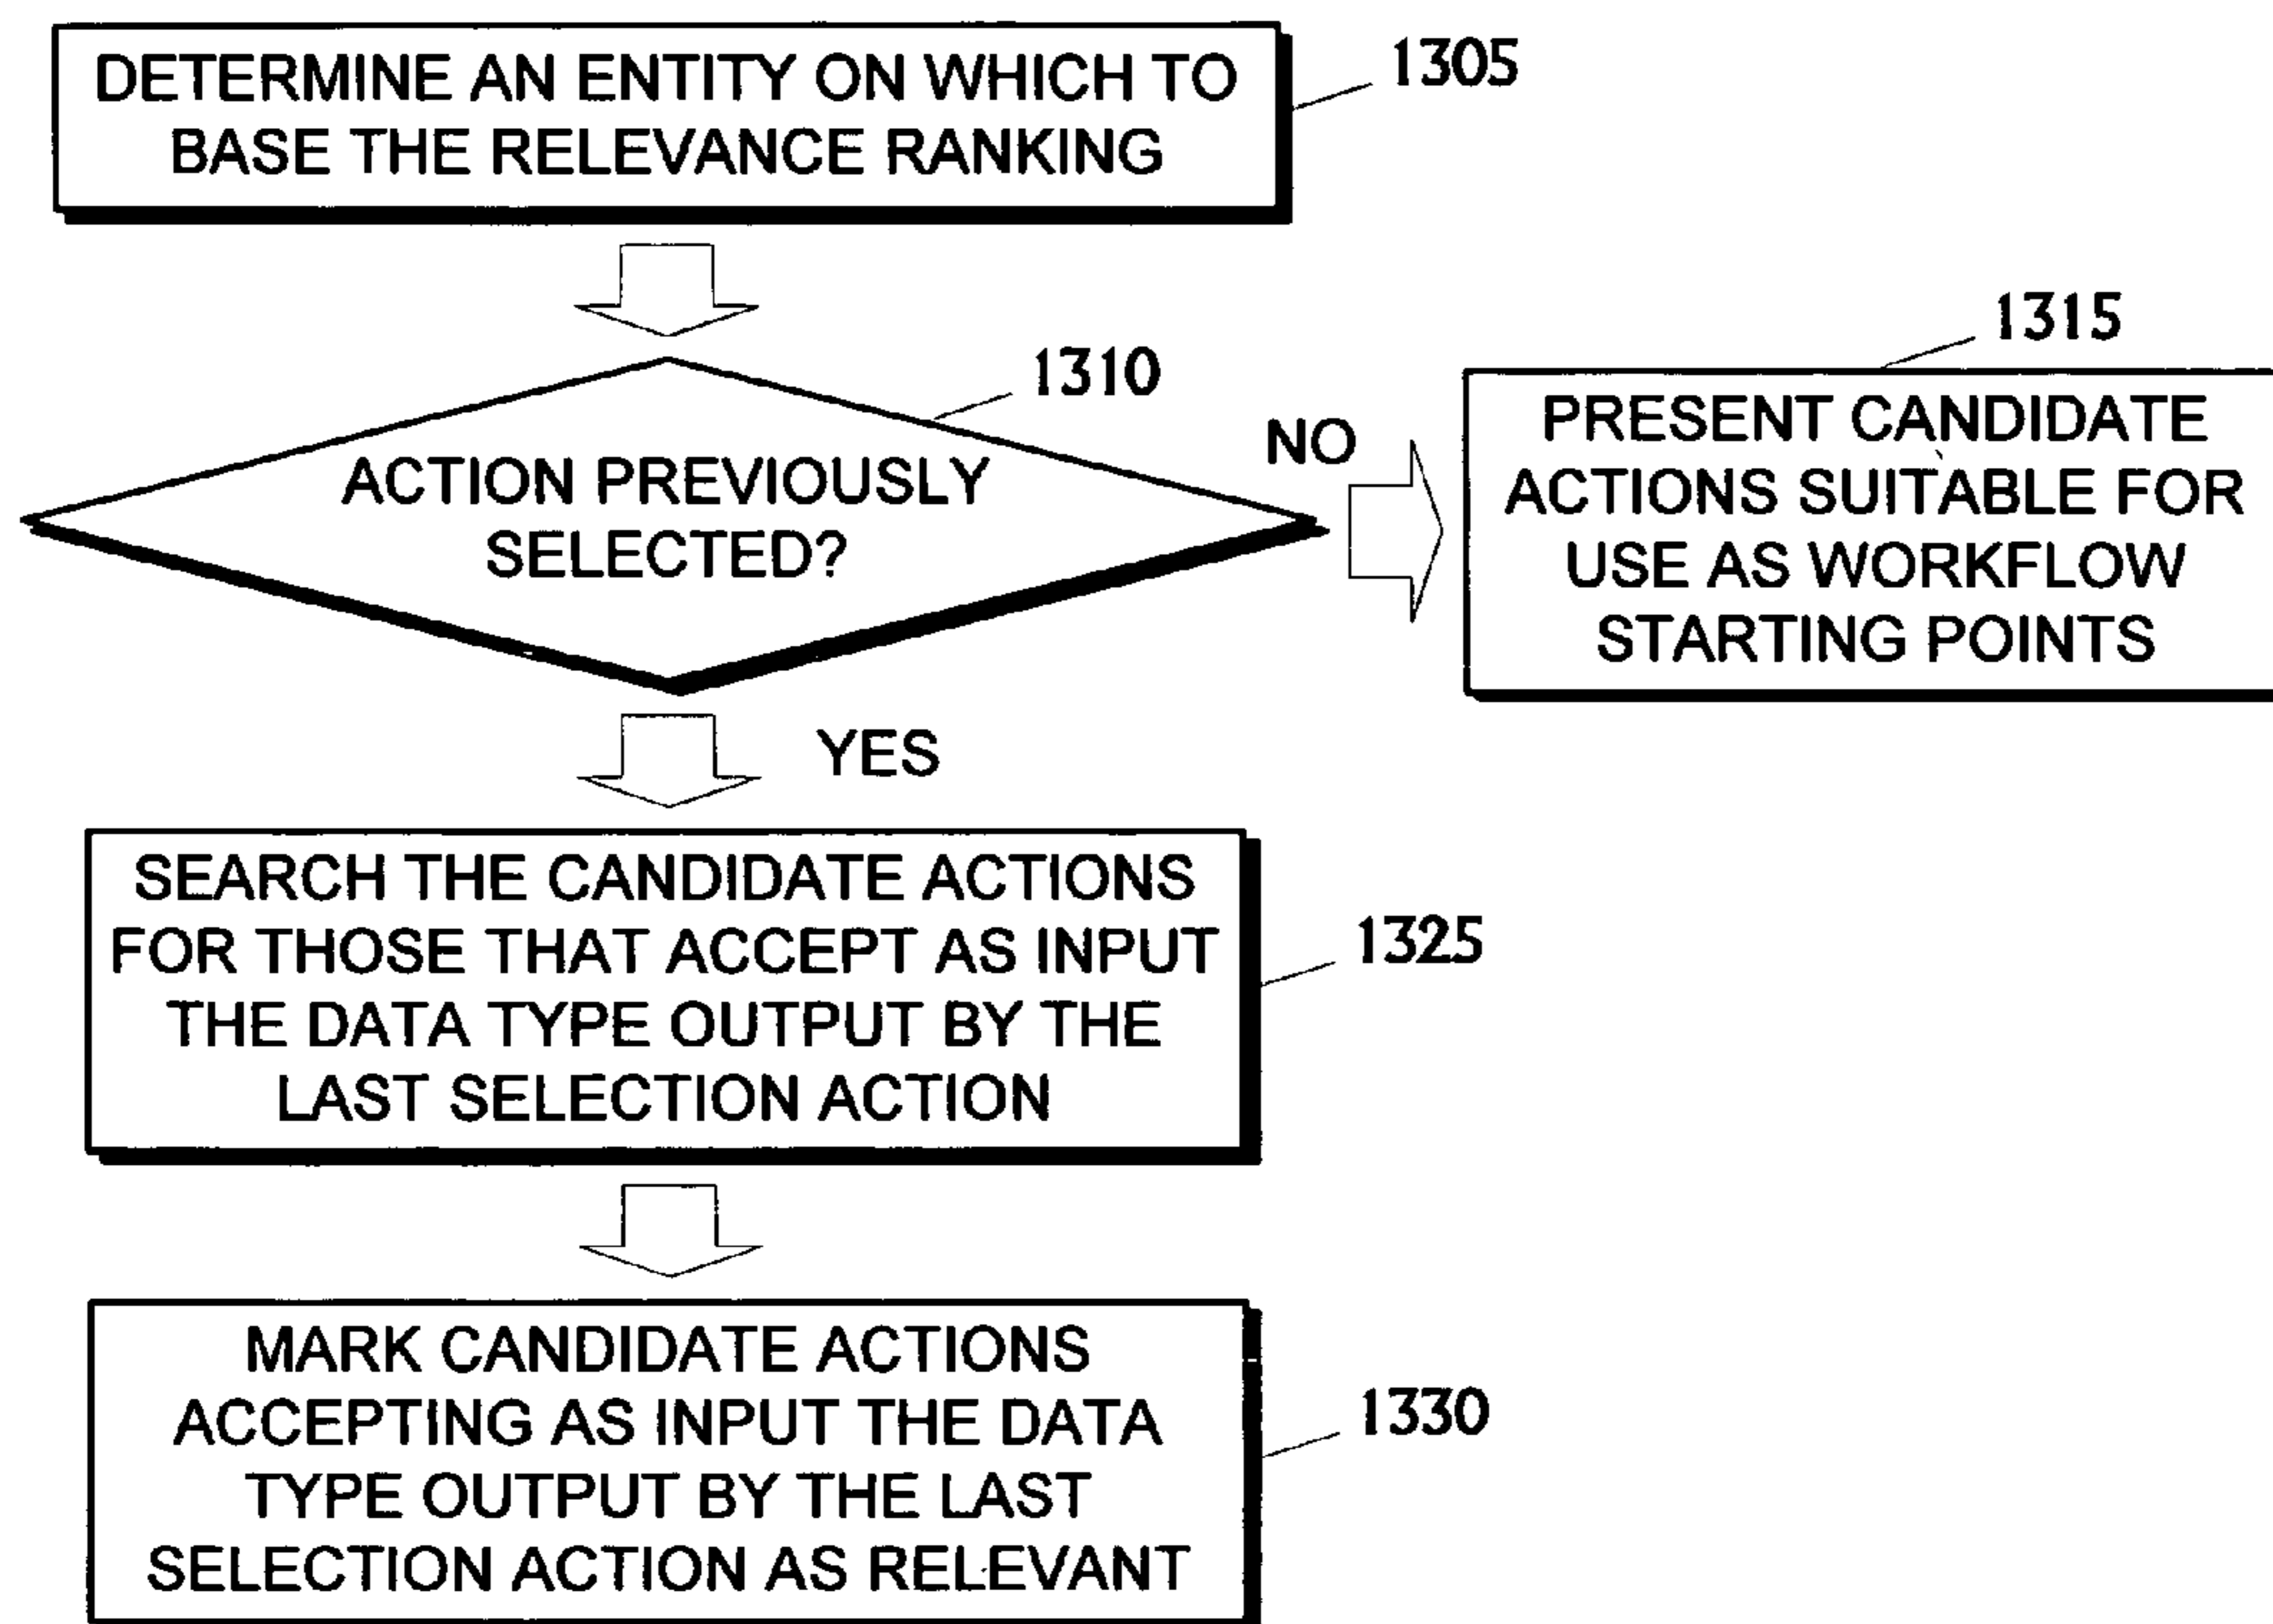 DETERMINE AN ENTITY ON WHICH TO
BASE THE RELEVANCE RANKING
1305
1310
ACTION PREVIOUSLY
SELECTED?
NO
1315
PRESENT CANDIDATE
ACTIONS SUITABLE FOR
USE AS WORKFLOW
STARTING POINTS
YES
SEARCH THE CANDIDATE ACTIONS
FOR THOSE THAT ACCEPT AS INPUT
THE DATA TYPE OUTPUT BY THE
LAST SELECTION ACTION
1325
MARK CANDIDATE ACTIONS
ACCEPTING AS INPUT THE DATA
TYPE OUTPUT BY THE LAST
SELECTION ACTION AS RELEVANT
1330